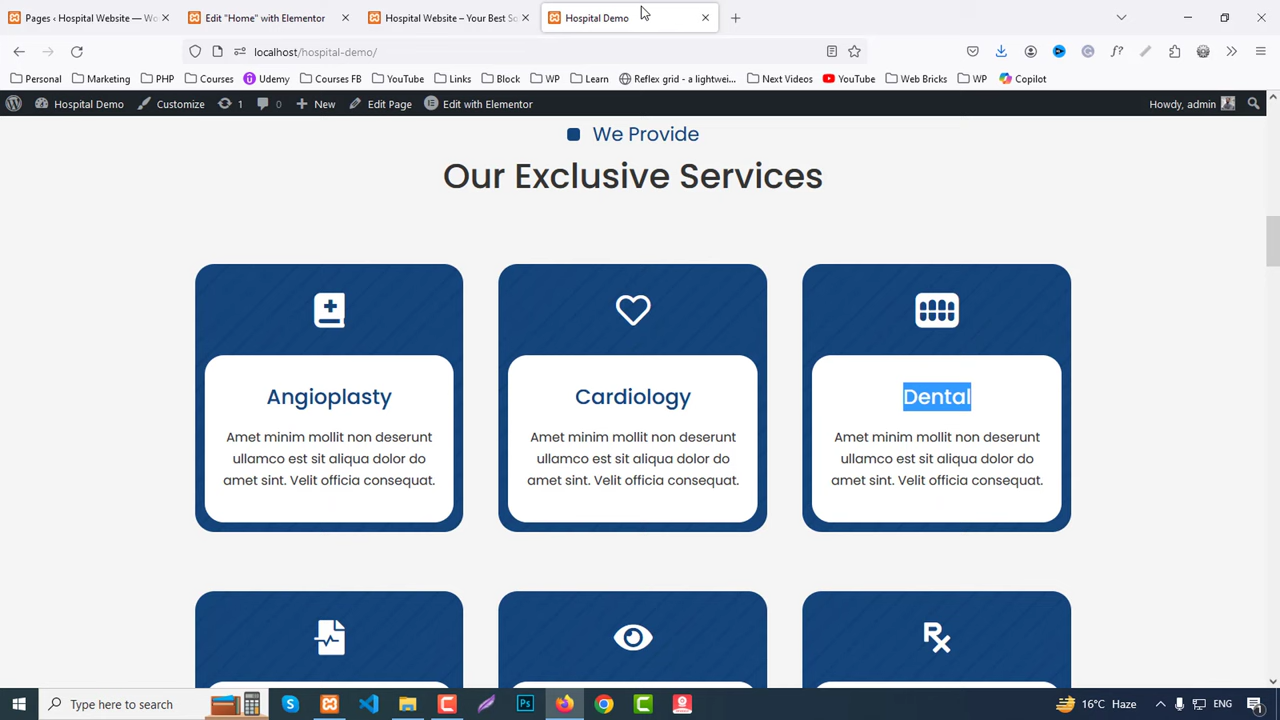 Pages ‹ Hospital Website — Wo
Edit "Home" with Elementor
Hospital Website – Your Best So
Hospital Demo
localhost/hospital-demo/
Personal
Marketing
PHP
Courses
Udemy
Courses FB
YouTube
Links
Block
WP
Learn
Reflex grid - a lightwei...
Next Videos
YouTube
Web Bricks
WP
Copilot
Hospital Demo
Customize
1
0
New
Edit Page
Edit with Elementor
Howdy, admin
We Provide
Our Exclusive Services
Angioplasty
Amet minim mollit non deserunt
ullamco est sit aliqua dolor do
amet sint. Velit officia consequat.
Cardiology
Amet minim mollit non deserunt
ullamco est sit aliqua dolor do
amet sint. Velit officia consequat.
Dental
Amet minim mollit non deserunt
ullamco est sit aliqua dolor do
amet sint. Velit officia consequat.
Type here to search
16°C Haze
ENG
1